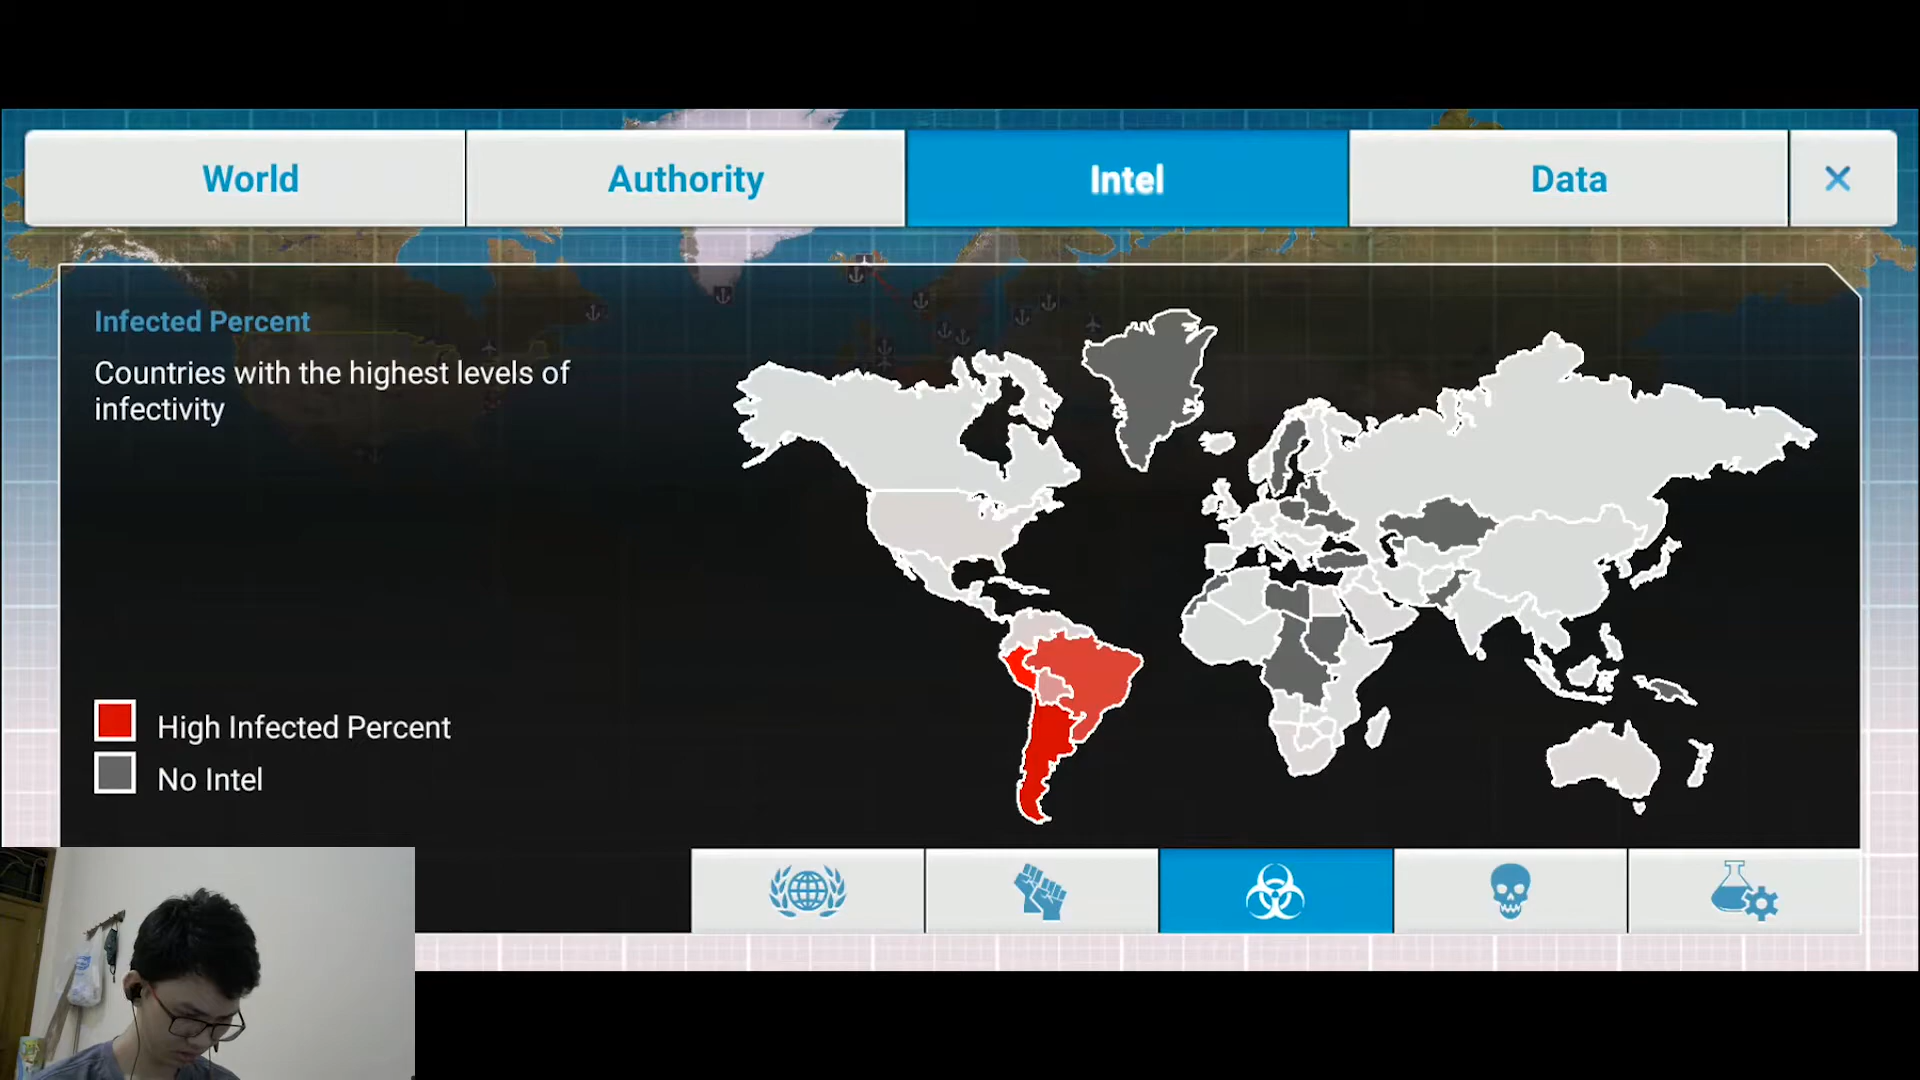 World
Authority
Intel
Data
Infected Percent
Countries with the highest levels of
infectivity
High Infected Percent
No Intel